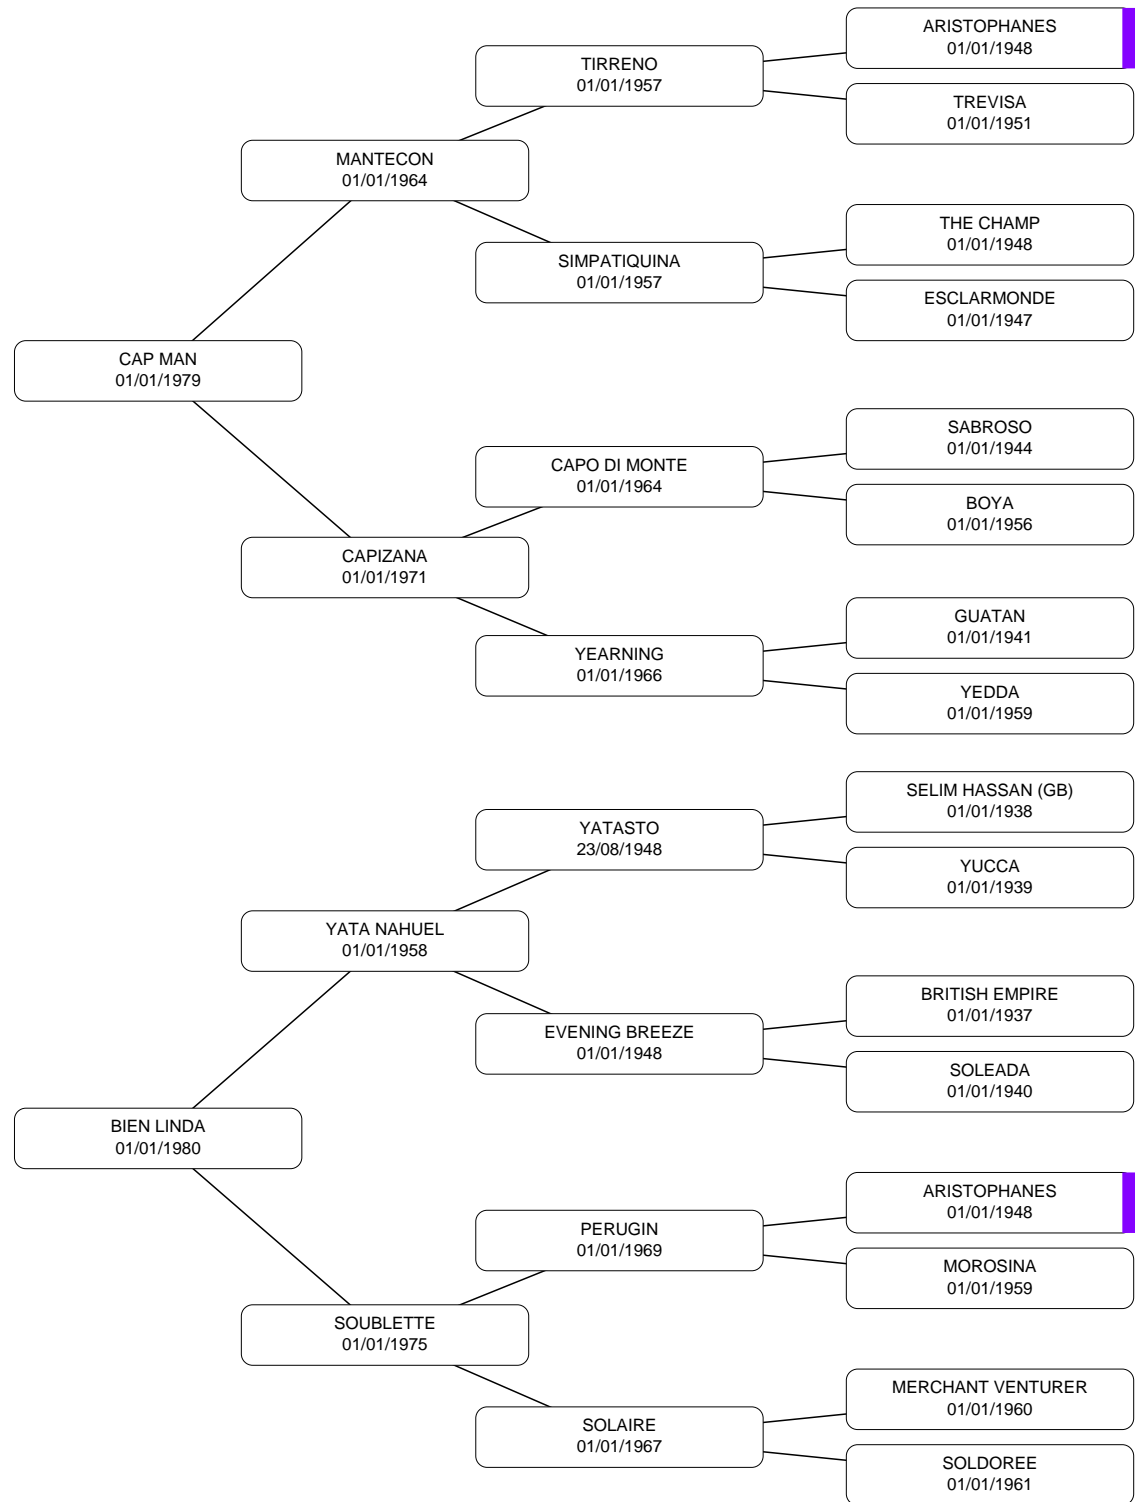 ARISTOPHANES
01/01/1948
TIRRENO
01/01/1957
TREVISA
01/01/1951
MANTECON
01/01/1964
THE CHAMP
01/01/1948
SIMPATIQUINA
01/01/1957
ESCLARMONDE
01/01/1947
CAP MAN
01/01/1979
SABROSO
01/01/1944
CAPO DI MONTE
01/01/1964
BOYA
01/01/1956
CAPIZANA
01/01/1971
GUATAN
01/01/1941
YEARNING
01/01/1966
YEDDA
01/01/1959
SELIM HASSAN (GB)
01/01/1938
YATASTO
23/08/1948
YUCCA
01/01/1939
YATA NAHUEL
01/01/1958
BRITISH EMPIRE
01/01/1937
EVENING BREEZE
01/01/1948
SOLEADA
01/01/1940
BIEN LINDA
01/01/1980
ARISTOPHANES
01/01/1948
PERUGIN
01/01/1969
MOROSINA
01/01/1959
SOUBLETTE
01/01/1975
MERCHANT VENTURER
01/01/1960
SOLAIRE
01/01/1967
SOLDOREE
01/01/1961